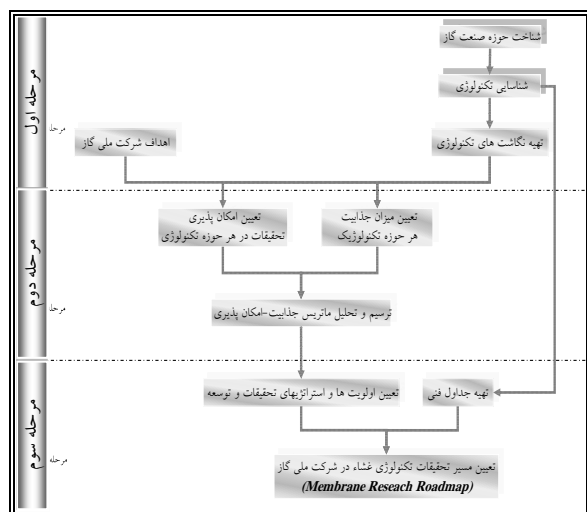 مرحله اول
شناخت حوزه صنعت گاز
شناسایی تکنولوژی
مرحله
اهداف شرکت ملی گاز
تهیه نگاشت های تکنولوژی
مرحله دوم
تعیین میزان جذابیت
هر حوزه تکنولوژیک
تعیین امکان پذیری
تحقیقات در هر حوزه تکنولوژی
مرحله
ترسیم و تحلیل ماتریس جذابیت-امکان پذیری
مرحله سوم
تهیه جداول فنی
تعیین اولویت ها و استراتژیهای تحقیقات و توسعه
مرحله
تعیین مسیر تحقیقات تکنولوژی غشاء در شرکت ملی گاز
(Membrane Reseach Roadmap)